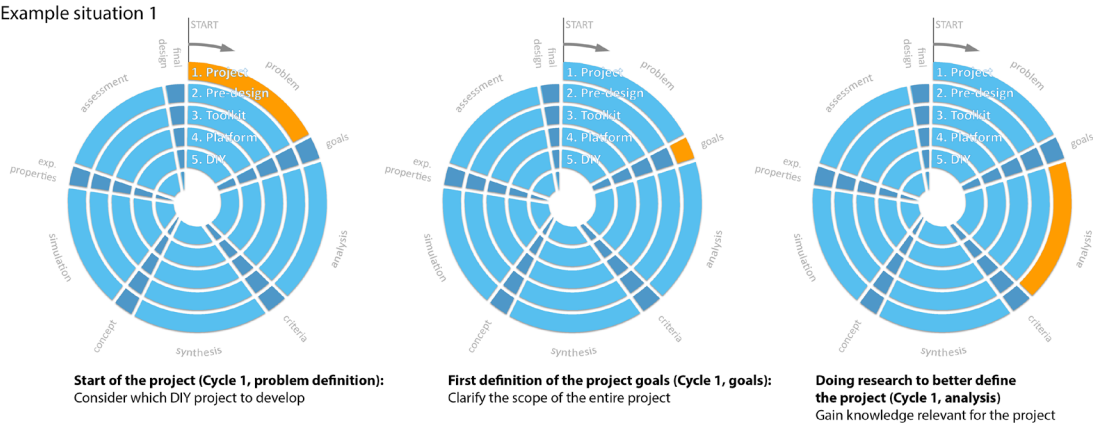 Example situation 1
START
final
design
problem
1. Project
2. Pre-design
3. Toolkit
4. Platform
5. DIY
goals
analysis
criteria
synthesis
concept
simulation
exp.
properties
assessment
Start of the project (Cycle 1, problem definition):
Consider which DIY project to develop
START
final
design
problem
1. Project
2. Pre-design
3. Toolkit
4. Platform
5. DIY
goals
analysis
criteria
synthesis
concept
simulation
exp.
properties
assessment
First definition of the project goals (Cycle 1, goals):
Clarify the scope of the entire project
START
final
design
problem
1. Project
2. Pre-design
3. Toolkit
4. Platform
5. DIY
goals
analysis
criteria
synthesis
concept
simulation
exp.
properties
assessment
Doing research to better define
the project (Cycle 1, analysis)
Gain knowledge relevant for the project